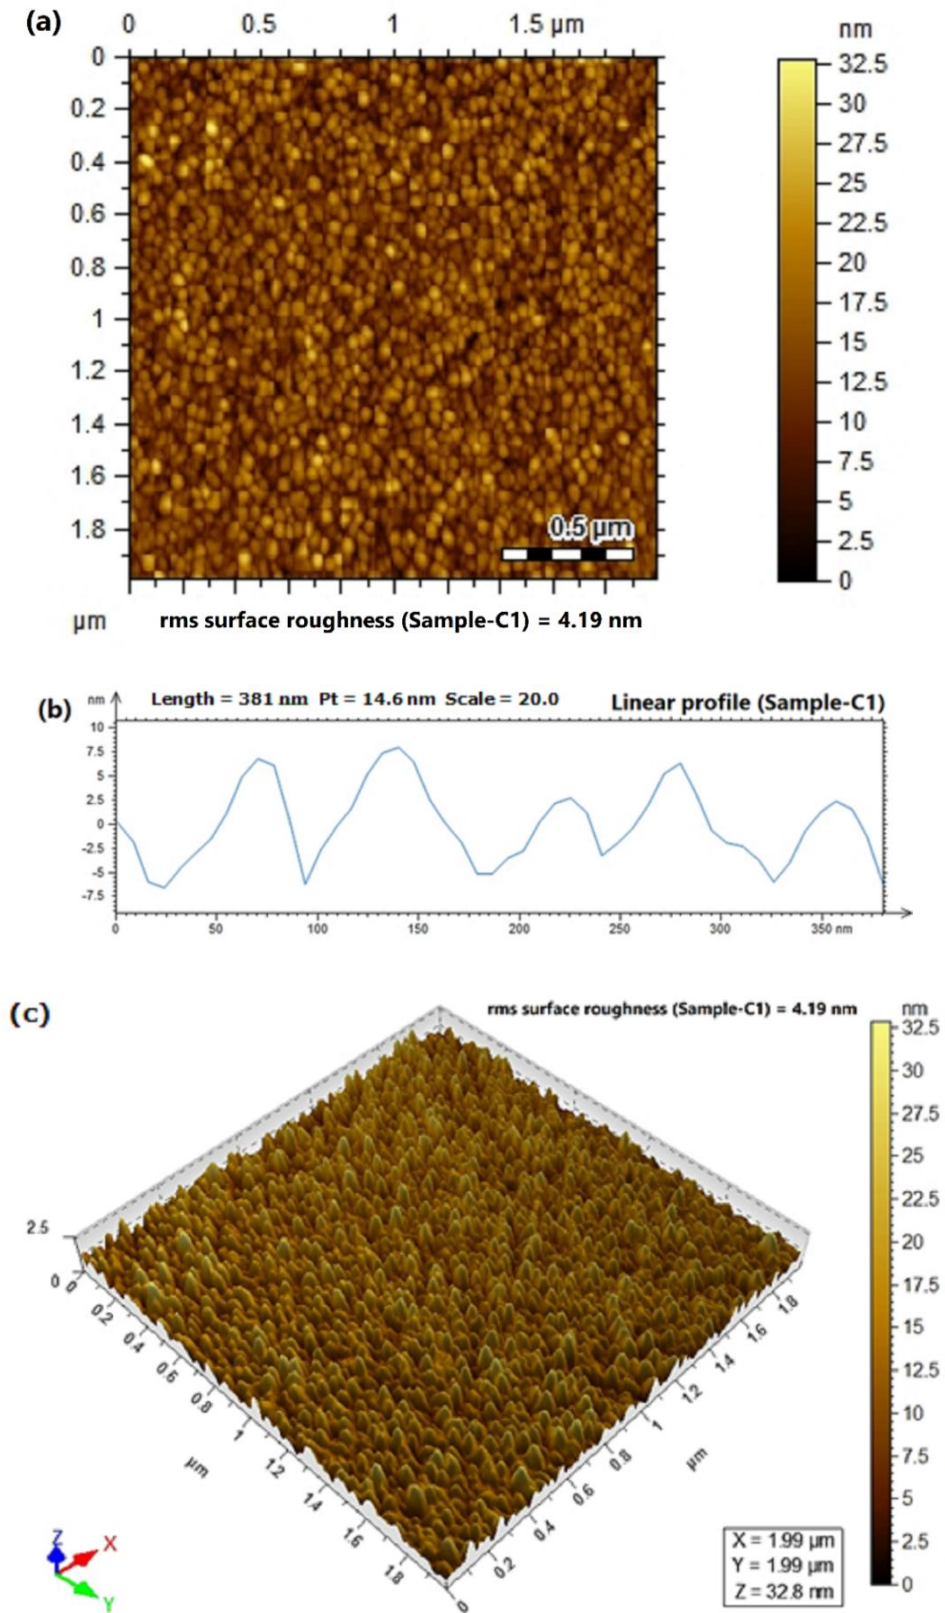 (a)
0 0.5 1 1.5 µm
nm
0
0.2
0.4
0.6
0.8
1
1.2
1.4
1.6
1.8
µm
0.5 µm
32.5
30
27.5
25
22.5
20
17.5
15
12.5
10
7.5
5
2.5
0
rms surface roughness (Sample-C1) = 4.19 nm
(b)
nm
Length = 381 nm Pt = 14.6 nm Scale = 20.0
Linear profile (Sample-C1)
10
7.5
5
2.5
0
-2.5
-5
-7.5
0 50 100 150 200 250 300 350 nm
(c)
rms surface roughness (Sample-C1) = 4.19 nm
nm
32.5
30
27.5
25
22.5
20
17.5
15
12.5
10
7.5
5
2.5
0
2.5
0
0 0.2 0.4 0.6 0.8 1 1.2 1.4 1.6 1.8
µm
0 0.2 0.4 0.6 0.8 1 1.2 1.4 1.6 1.8
µm
Z
X
Y
X = 1.99 µm
Y = 1.99 µm
Z = 32.8 nm